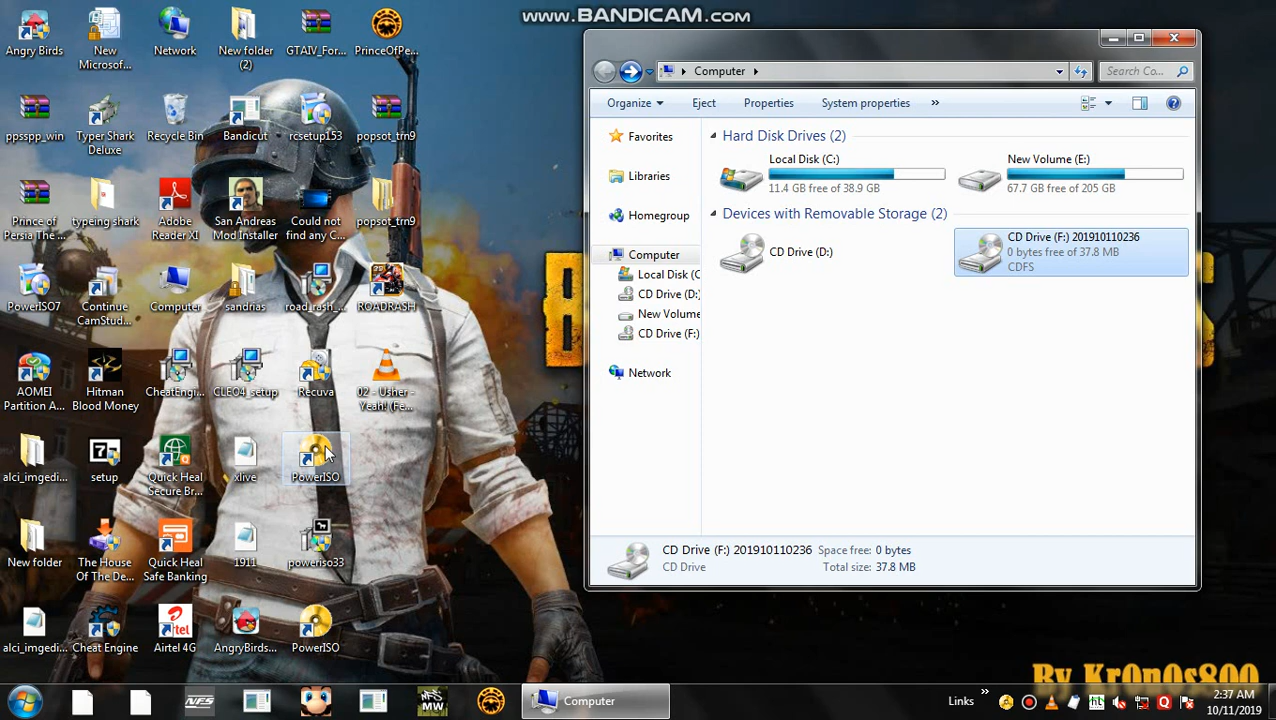 www.BANDICAM.com
Angry Birds
New
Microsof...
Network
New folder
(2)
GTAIV_For...
PrinceOfPe...
ppsspp_win
Typer Shark
Deluxe
Recycle Bin
Bandicut
rcsetup153
popsot_trn9
Prince of
Persia The ...
typeing shark
Adobe
Reader XI
San Andreas
Mod Installer
Could not
find any C...
popsot_trn9
PowerISO7
Continue
CamStud...
Computer
sandrias
road_rash_...
ROADRASH
AOMEI
Partition A...
Hitman
Blood Money
CheatEngi...
CLEO4_setup
Recuva
02 - Usher -
Yeah! (Fe...
alci_imgedi...
setup
Quick Heal
Secure Br...
xlive
PowerISO
New folder
The House
Of The De...
Quick Heal
Safe Banking
1911
poweriso33
alci_imgedi...
Cheat Engine
Airtel 4G
AngryBirds...
PowerISO
Computer
Search Co...
Organize
Eject
Properties
System properties
»
Favorites
Libraries
Homegroup
Computer
Local Disk (C
CD Drive (D:
New Volume
CD Drive (F:)
Network
Hard Disk Drives (2)
Local Disk (C:)
11.4 GB free of 38.9 GB
New Volume (E:)
67.7 GB free of 205 GB
Devices with Removable Storage (2)
CD Drive (D:)
CD Drive (F:) 201910110236
0 bytes free of 37.8 MB
CDFS
CD Drive (F:) 201910110236 Space free: 0 bytes
CD Drive Total size: 37.8 MB
By Kr0n0s800
NFS
NFS
MW
Computer
Links
»
2:37 AM
10/11/2019